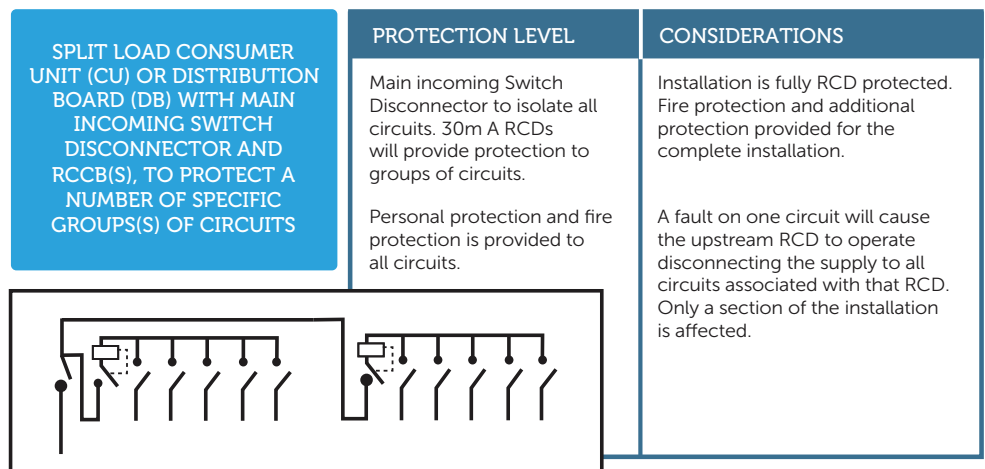 SPLIT LOAD CONSUMER
UNIT (CU) OR DISTRIBUTION
BOARD (DB) WITH MAIN
INCOMING SWITCH
DISCONNECTOR AND
RCCB(S), TO PROTECT A
NUMBER OF SPECIFIC
GROUPS(S) OF CIRCUITS
PROTECTION LEVEL
Main incoming Switch
Disconnector to isolate all
circuits. 30m A RCDs
will provide protection to
groups of circuits.
Personal protection and fire
protection is provided to
all circuits.
CONSIDERATIONS
Installation is fully RCD protected.
Fire protection and additional
protection provided for the
complete installation.
A fault on one circuit will cause
the upstream RCD to operate
disconnecting the supply to all
circuits associated with that RCD.
Only a section of the installation
is affected.